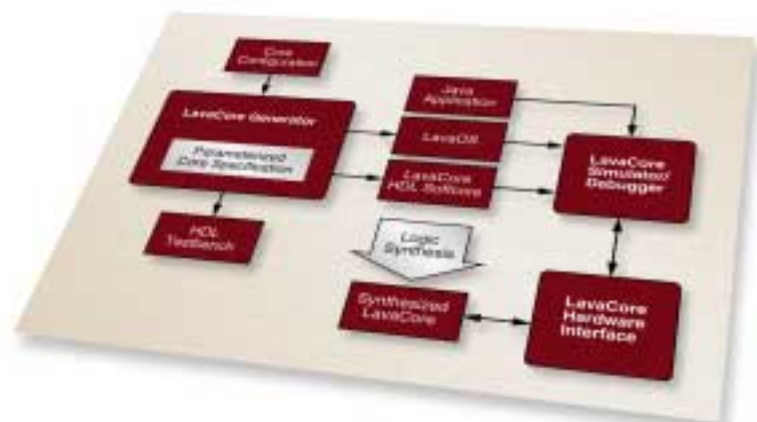 Core
Configuration
LavaCore Generator
Parameterized
Core Specification
HDL
Testbench
Java
Application
LavaOS
LavaCore
HDL Softcore
Logic
Synthesis
Synthesized
LavaCore
LavaCore
Simulator/
Debugger
LavaCore
Hardware
Interface